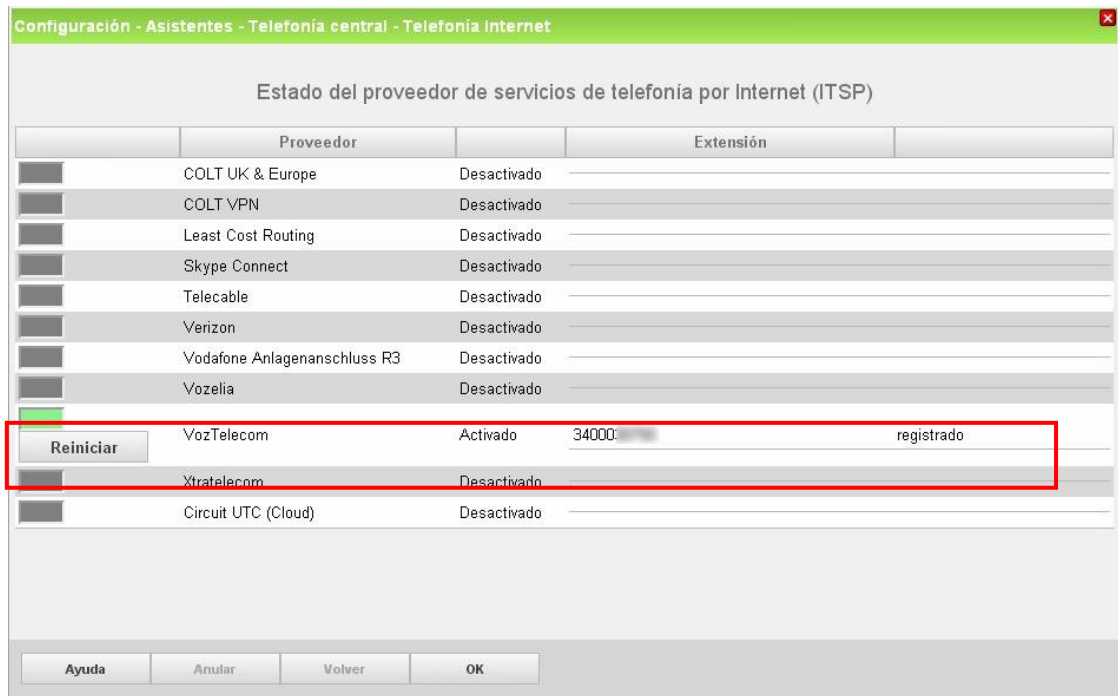 Configuración - Asistentes - Telefonía central - Telefonía Internet
Estado del proveedor de servicios de telefonía por Internet (ITSP)
Proveedor Extensión
COLT UK & Europe Desactivado
COLT VPN Desactivado
Least Cost Routing Desactivado
Skype Connect Desactivado
Telecable Desactivado
Verizon Desactivado
Vodafone Anlagenanschluss R3 Desactivado
Vozelia Desactivado
Reiniciar VozTelecom Activado registrado
Xtratelecom Desactivado
Circuit UTC (Cloud) Desactivado
Ayuda Anular Volver OK